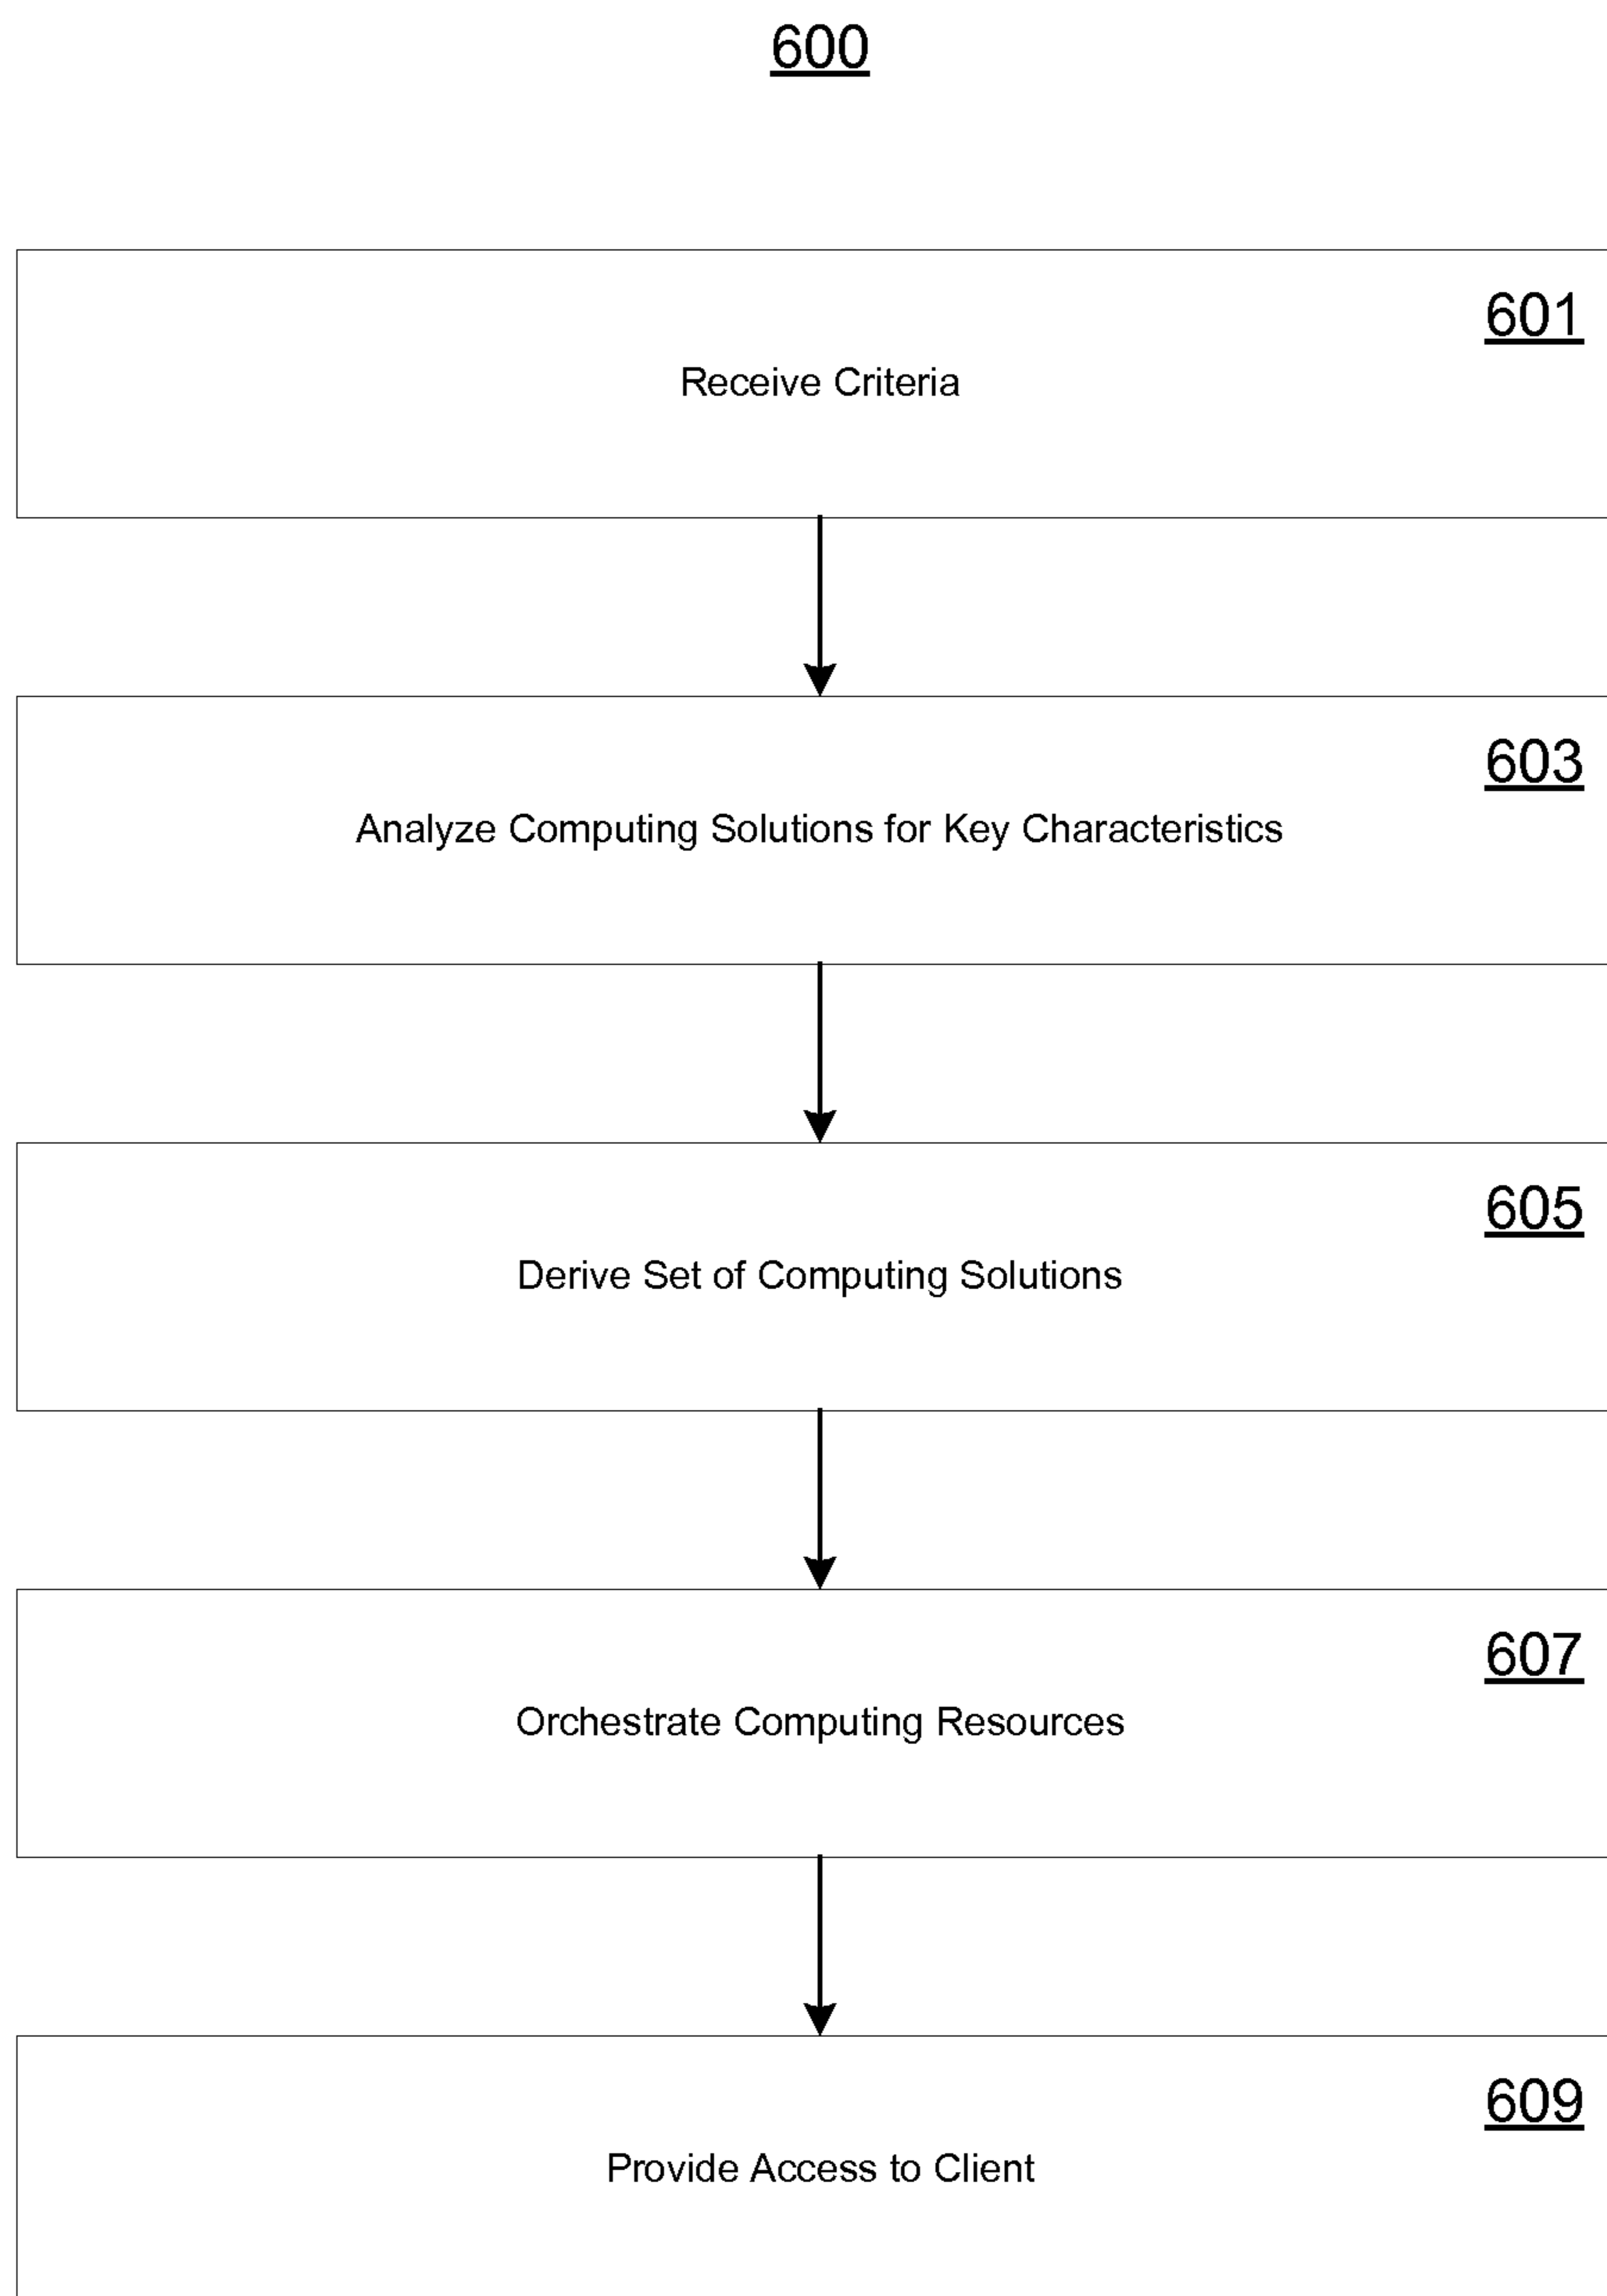 600
601
Receive Criteria
603
Analyze Computing Solutions for Key Characteristics
605
Derive Set of Computing Solutions
607
Orchestrate Computing Resources
609
Provide Access to Client